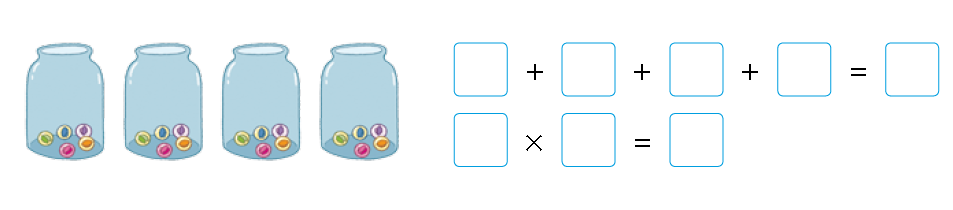 + + + =
× =